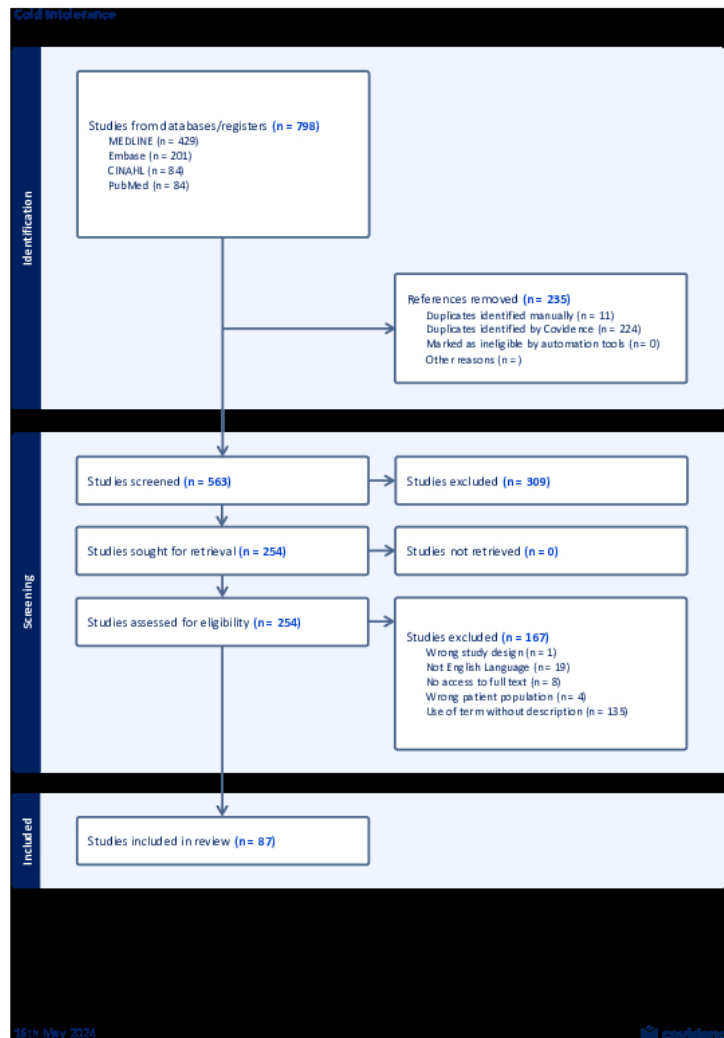 Cold intolerance
Identification
Studies from databases/registers (n = 798)
MEDLINE (n = 429)
Embase (n = 201)
CINAHL (n = 84)
PubMed (n = 84)
References removed (n = 235)
Duplicates identified manually (n = 11)
Duplicates identified by Covidence (n = 224)
Marked as ineligible by automation tools (n = 0)
Other reasons (n = )
Screening
Studies screened (n = 563)
Studies excluded (n = 309)
Studies sought for retrieval (n = 254)
Studies not retrieved (n = 0)
Studies assessed for eligibility (n = 254)
Studies excluded (n = 167)
Wrong study design (n = 1)
Not English Language (n = 19)
No access to full text (n = 8)
Wrong patient population (n = 4)
Use of term without description (n = 135)
Included
Studies included in review (n = 87)
May 2024